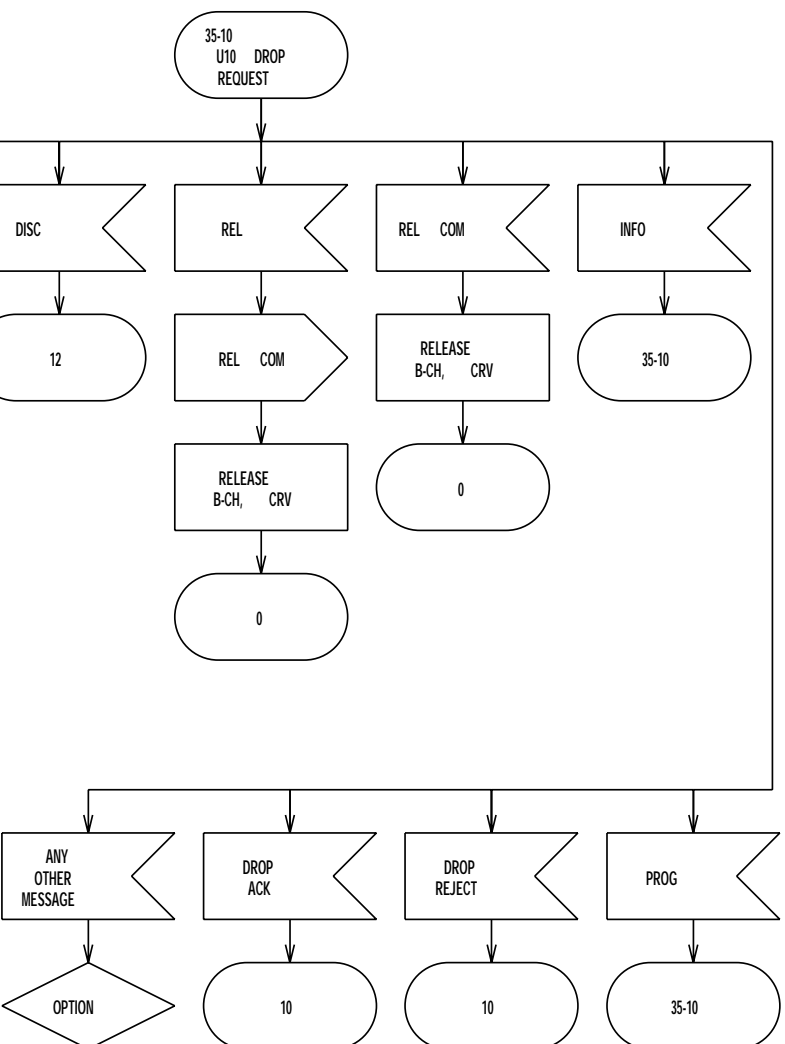 35-10
U10 DROP
REQUEST
DISC
REL
REL COM
INFO
12
REL COM
RELEASE
B-CH, CRV
35-10
RELEASE
B-CH, CRV
0
0
ANY
OTHER
MESSAGE
DROP
ACK
DROP
REJECT
PROG
OPTION
10
10
35-10